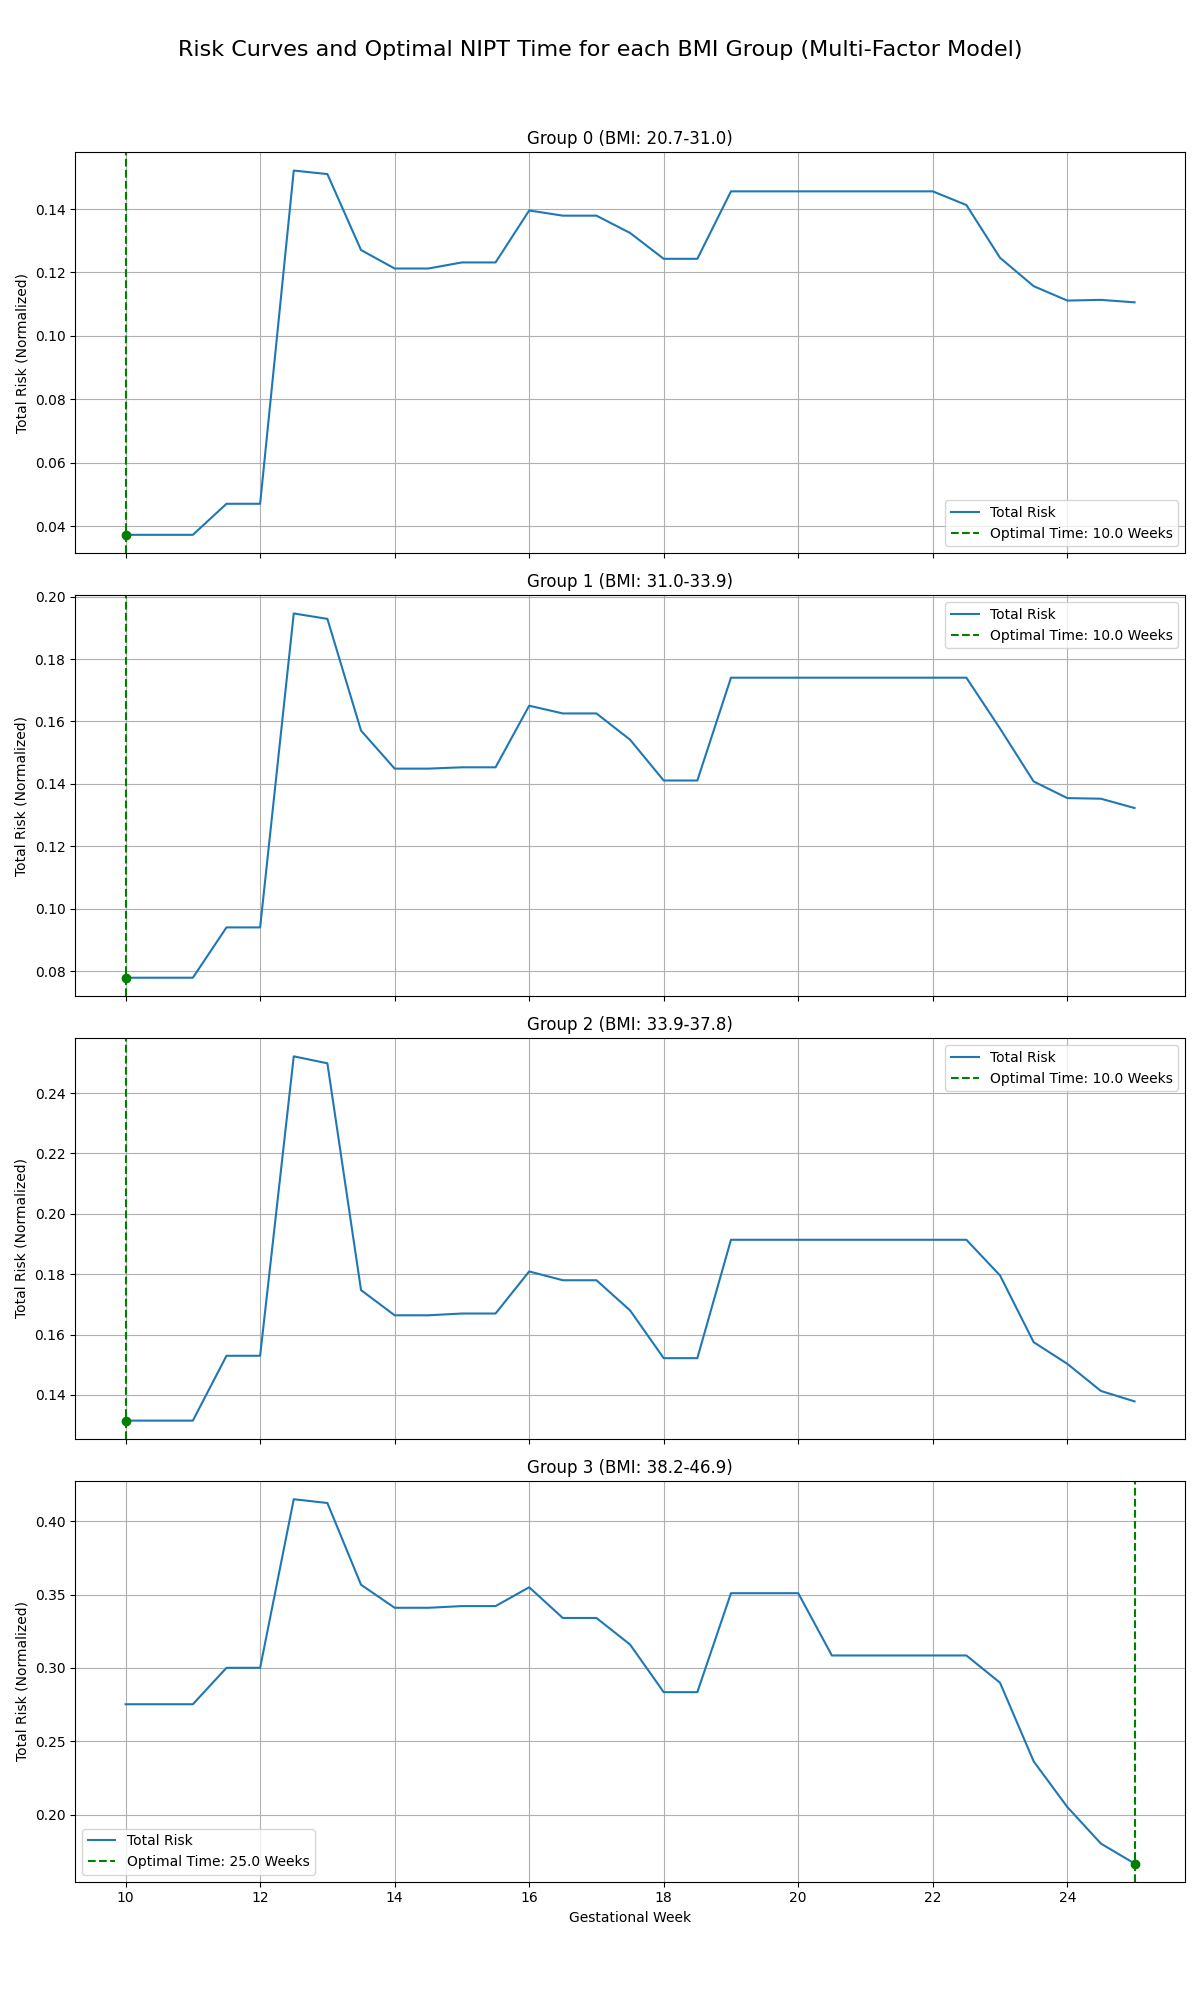 Risk Curves and Optimal NIPT Time for each BMI Group (Multi-Factor Model)
Group 0 (BMI: 20.7-31.0)
Total Risk (Normalized)
0.14
0.12
0.10
0.08
0.06
0.04
Total Risk
Optimal Time: 10.0 Weeks
Group 1 (BMI: 31.0-33.9)
Total Risk (Normalized)
0.20
0.18
0.16
0.14
0.12
0.10
0.08
Total Risk
Optimal Time: 10.0 Weeks
Group 2 (BMI: 33.9-37.8)
Total Risk (Normalized)
0.24
0.22
0.20
0.18
0.16
0.14
Total Risk
Optimal Time: 10.0 Weeks
Group 3 (BMI: 38.2-46.9)
Total Risk (Normalized)
0.40
0.35
0.30
0.25
0.20
Total Risk
Optimal Time: 25.0 Weeks
10 12 14 16 18 20 22 24
Gestational Week